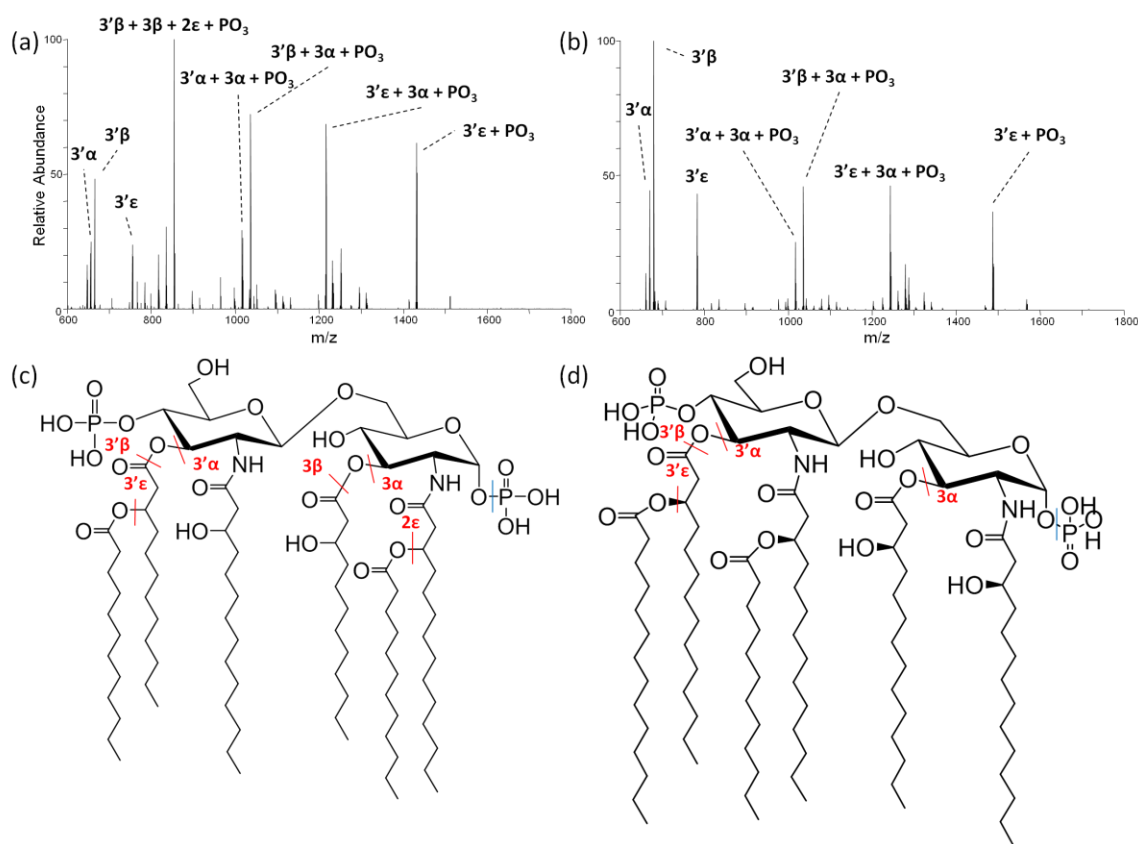 (a)
3'β + 3β + 2ε + PO₃
3'α + 3α + PO₃
3'β + 3α + PO₃
3'ε + 3α + PO₃
3'ε + PO₃
3'α
3'β
3'ε
Relative Abundance
100
50
0
600 800 1000 1200 1400 1600 1800
m/z
(b)
3'β
3'α
3'β + 3α + PO₃
3'α + 3α + PO₃
3'ε
3'ε + 3α + PO₃
3'ε + PO₃
100
50
0
600 800 1000 1200 1400 1600 1800
m/z
(c)
OH
O
HO P O
OH
O
O
3'β
O
3'α
O
3'ε
O
O
NH
O
HO
HO
O
3β
O
3α
O
HO
NH
O
2ε
O
O
O
O
P OH
OH
(d)
OH
O
HO P O
HO
O
O
3'β
O
3'α
3'ε
O
O
O
NH
O
O
O
HO
O
O
3α
O
HO
NH
O
HO
O
O
P O
H
O